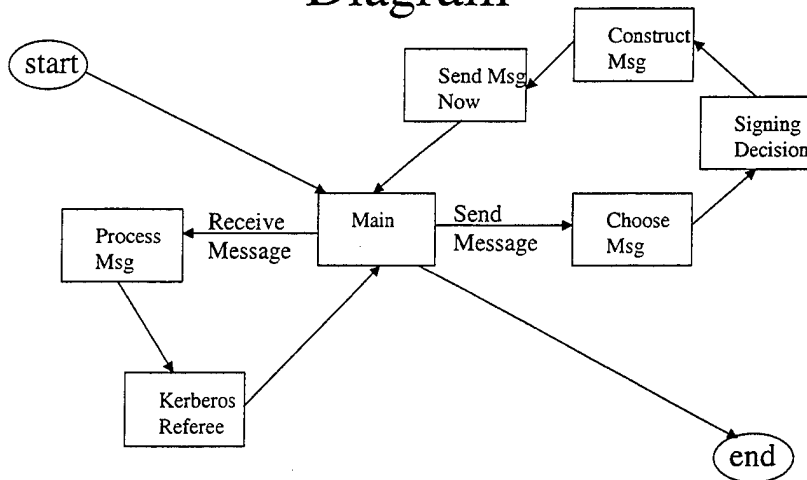 Diagram
start
Construct
Msg
Send Msg
Now
Signing
Decision
Main
Send
Message
Choose
Msg
Receive
Message
Process
Msg
Kerberos
Referee
end